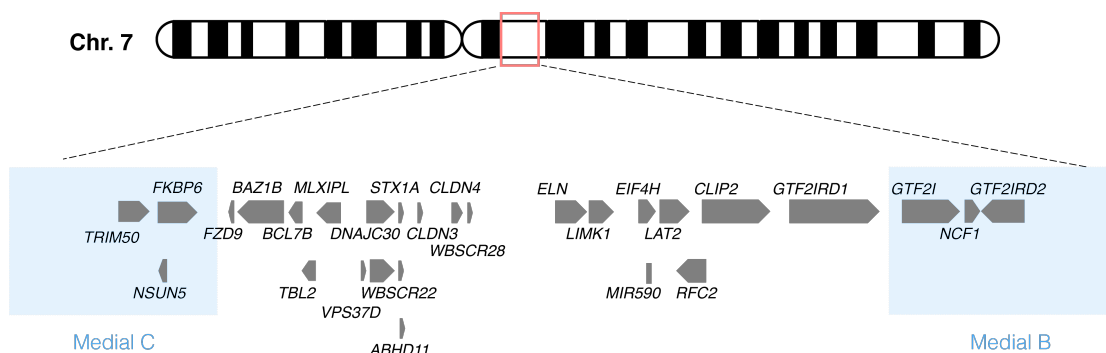 Chr. 7
FKBP6 BAZ1B MLXIPL STX1A CLDN4 ELN EIF4H CLIP2 GTF2IRD1 GTF2I GTF2IRD2
TRIM50 FZD9 BCL7B DNAJC30 CLDN3 LIMK1 LAT2 NCF1
WBSCR28
NSUN5 TBL2 WBSCR22 MIR590 RFC2
VPS37D
Medial C ABHD11 Medial B